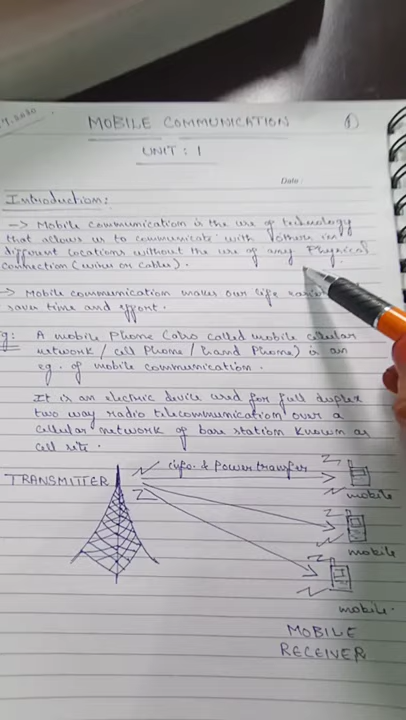 MOBILE COMMUNICATION
1
UNIT : 1
Date :
Introduction:
-> Mobile communication is the use of technology
that allows us to communicate with others in
different locations without the use of any Physical
connection (wires or cables).
-> Mobile communication makes our life easier
save time and effort.
eg: A mobile Phone (also called mobile cellular
network / cell Phone / hand Phone) is an
eg. of mobile communication.
It is an electric device used for full duplex
two way radio telecommunication over a
cellular network of base station known as
cell site.
TRANSMITTER
info. & power transfer
mobile
mobile
mobile.
MOBILE
RECEIVER